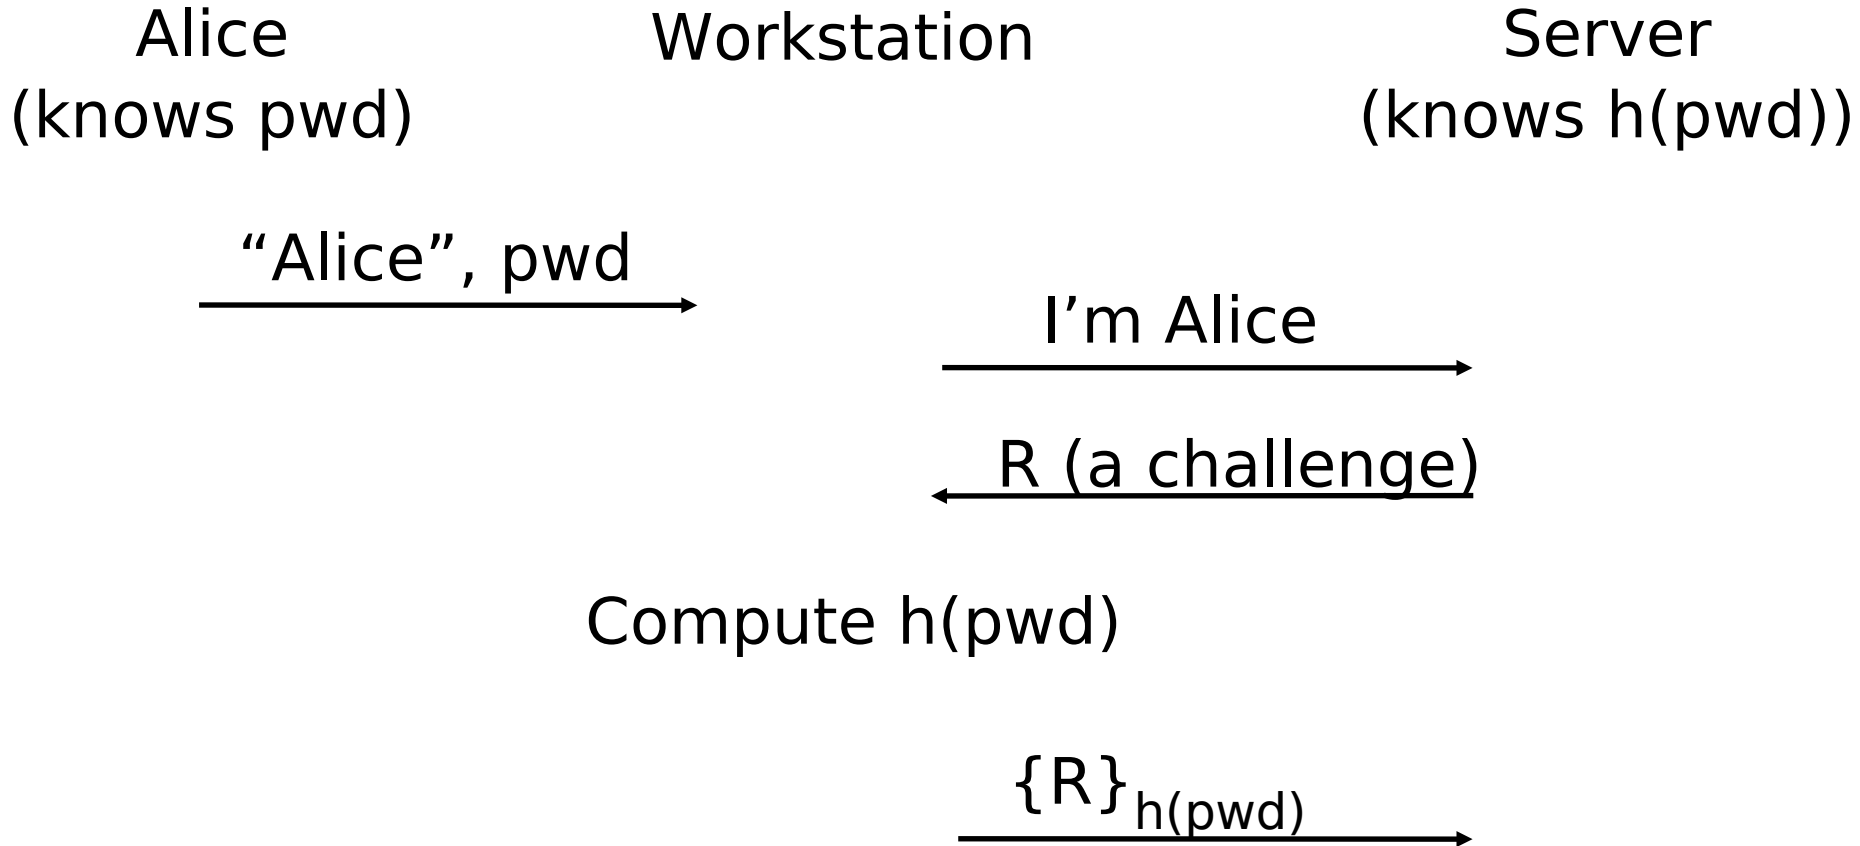 Alice
(knows pwd)
Workstation
Server
(knows h(pwd))
“Alice”, pwd
I’m Alice
R (a challenge)
Compute h(pwd)
{R}h(pwd)